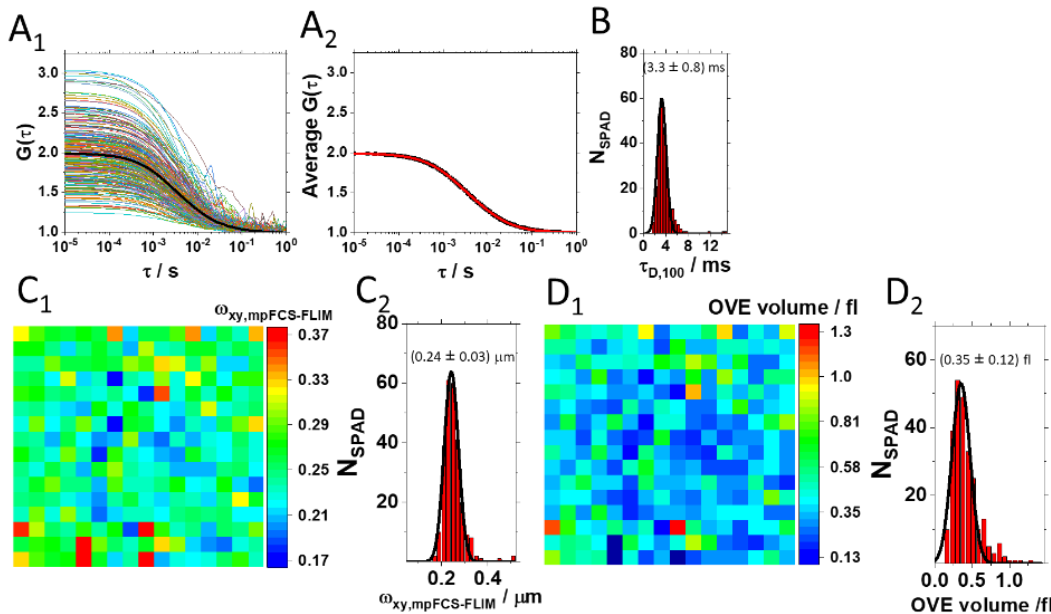 A1
G(τ)
3.0
2.5
2.0
1.5
1.0
10⁻⁵ 10⁻⁴ 10⁻³ 10⁻² 10⁻¹ 10⁰
τ / s
A2
Average G(τ)
3.0
2.5
2.0
1.5
1.0
10⁻⁵ 10⁻⁴ 10⁻³ 10⁻² 10⁻¹ 10⁰
τ / s
B
(3.3 ± 0.8) ms
NSPAD
80
60
40
20
0
0 4 8 12
τD,100 / ms
C1
ωxy,mpFCS-FLIM
0.37
0.33
0.29
0.25
0.21
0.17
C2
(0.24 ± 0.03) μm
NSPAD
80
60
40
20
0
0.2 0.4
ωxy,mpFCS-FLIM / μm
D1
OVE volume / fl
1.3
1.0
0.81
0.58
0.35
0.13
D2
(0.35 ± 0.12) fl
NSPAD
60
40
20
0
0.0 0.5 1.0
OVE volume /fl